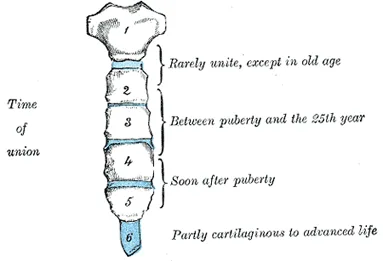 1
Rarely unite, except in old age
2
Time
of
union
3
Between puberty and the 25th year
4
Soon after puberty
5
6
Partly cartilaginous to advanced life